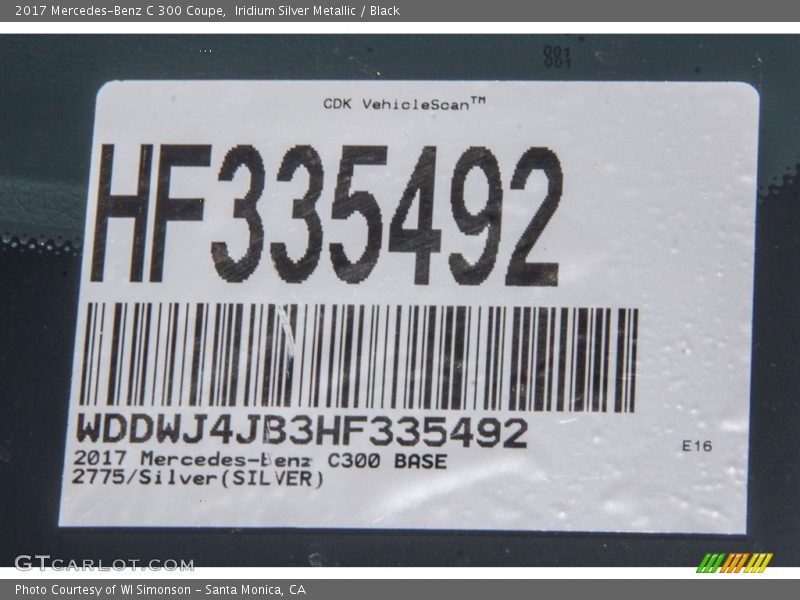 2017 Mercedes-Benz C 300 Coupe, Iridium Silver Metallic / Black
881
CDK VehicleScan™
HF335492
WDDWJ4JB3HF335492
2017 Mercedes-Benz C300 BASE
E16
2775/Silver(SILVER)
GTCARLOT.COM
Photo Courtesy of WI Simonson - Santa Monica, CA